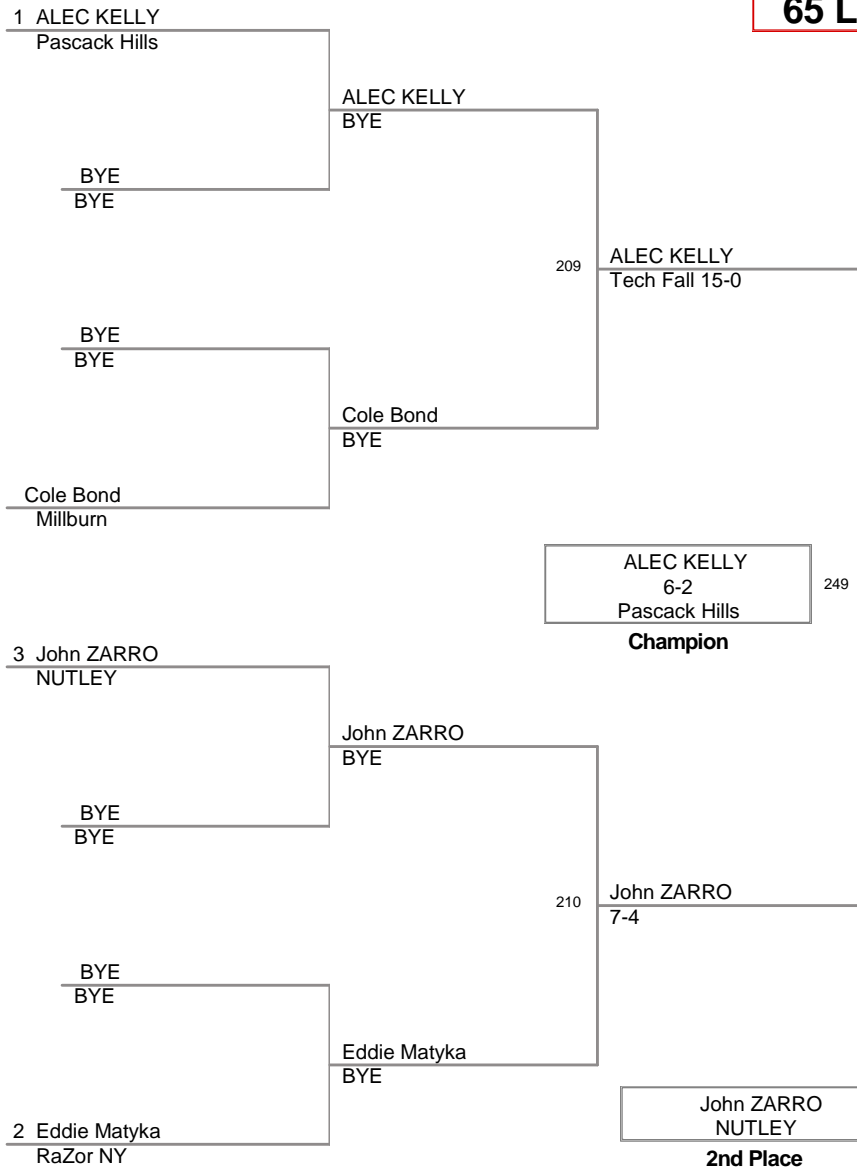 65 L
1 ALEC KELLY
Pascack Hills
ALEC KELLY
BYE
BYE
BYE
209
ALEC KELLY
Tech Fall 15-0
BYE
BYE
Cole Bond
BYE
Cole Bond
Millburn
ALEC KELLY
6-2
Pascack Hills
249
Champion
3 John ZARRO
NUTLEY
John ZARRO
BYE
BYE
BYE
210
John ZARRO
7-4
BYE
BYE
Eddie Matyka
BYE
2 Eddie Matyka
RaZor NY
John ZARRO
NUTLEY
2nd Place